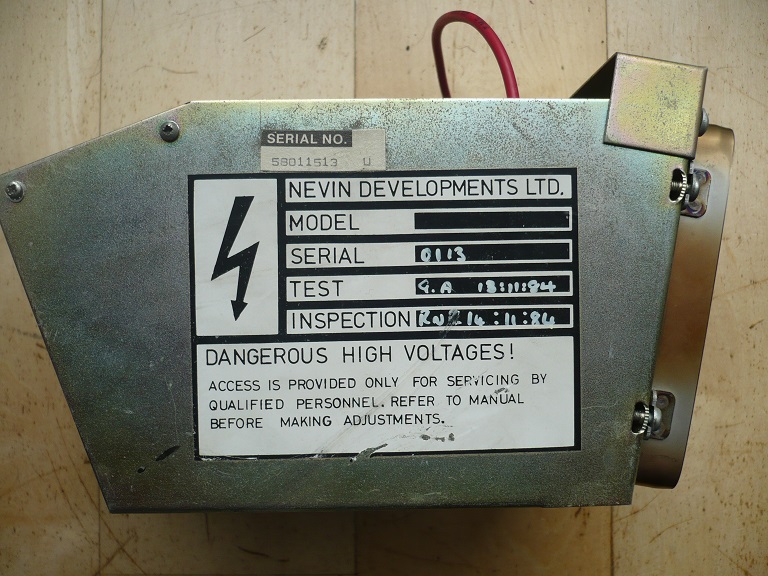 SERIAL NO.
58011513 U
NEVIN DEVELOPMENTS LTD.
MODEL
SERIAL 0113
TEST G.A 13:11:84
INSPECTION 14:11:84
DANGEROUS HIGH VOLTAGES!
ACCESS IS PROVIDED ONLY FOR SERVICING BY
QUALIFIED PERSONNEL. REFER TO MANUAL
BEFORE MAKING ADJUSTMENTS.